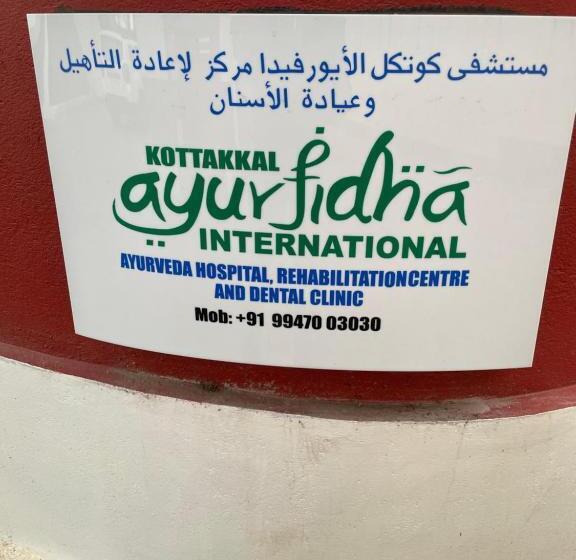 مستشفى كوتكل الأيورفيدا مركز لإعادة التأهيل
وعيادة الأسنان
KOTTAKKAL
ayurfidha
INTERNATIONAL
AYURVEDA HOSPITAL, REHABILITATIONCENTRE
AND DENTAL CLINIC
Mob: +91 99470 03030